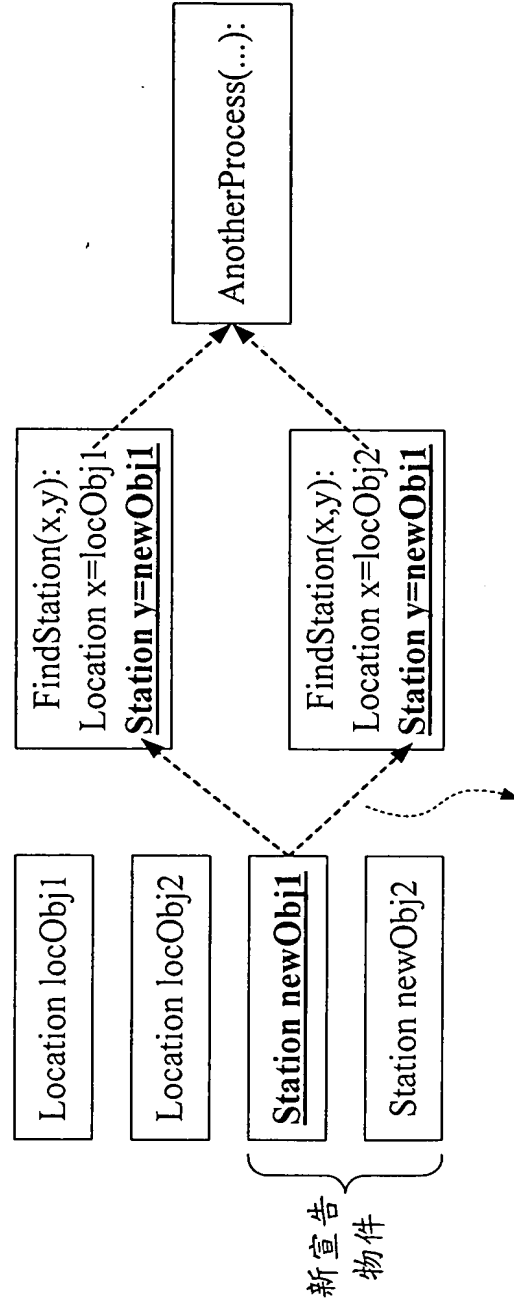 新宣告
物件
Location locObj1
Location locObj2
Station newObj1
Station newObj2
FindStation(x,y):
Location x=locObj1
Station y=newObj1
FindStation(x,y):
Location x=locObj2
Station y=newObj1
AnotherProcess(...):